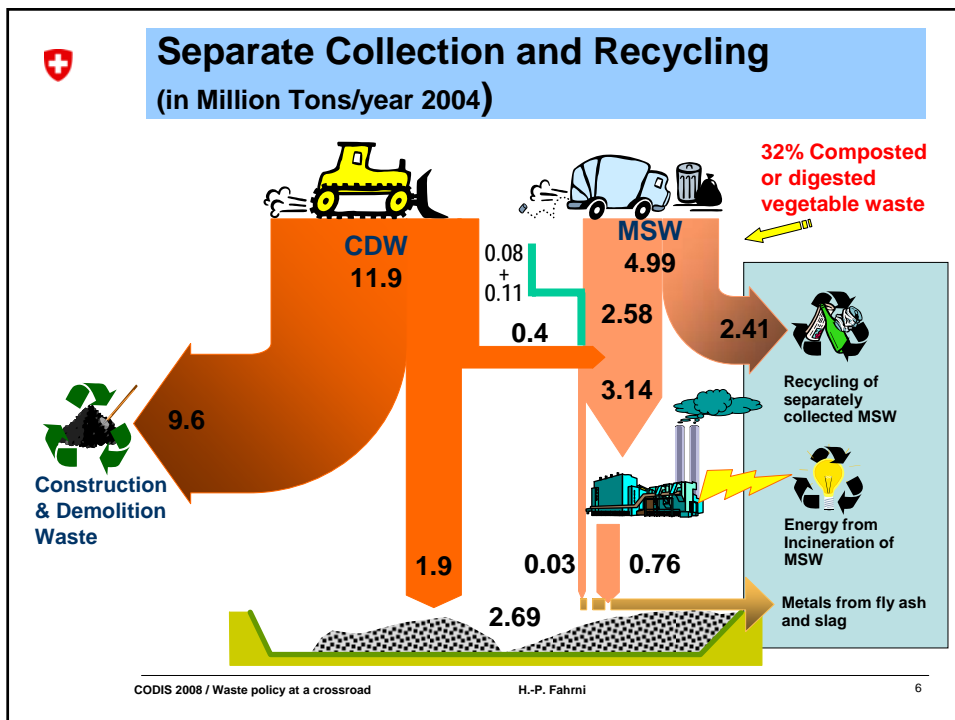 Separate Collection and Recycling
(in Million Tons/year 2004)
32% Composted
or digested
vegetable waste
CDW
11.9
0.08
+
0.11
MSW
4.99
2.58
2.41
0.4
3.14
9.6
Recycling of
separately
collected MSW
Construction
& Demolition
Waste
Energy from
Incineration of
MSW
1.9
0.03
0.76
Metals from fly ash
and slag
2.69
CODIS 2008 / Waste policy at a crossroad
H.-P. Fahrni
6